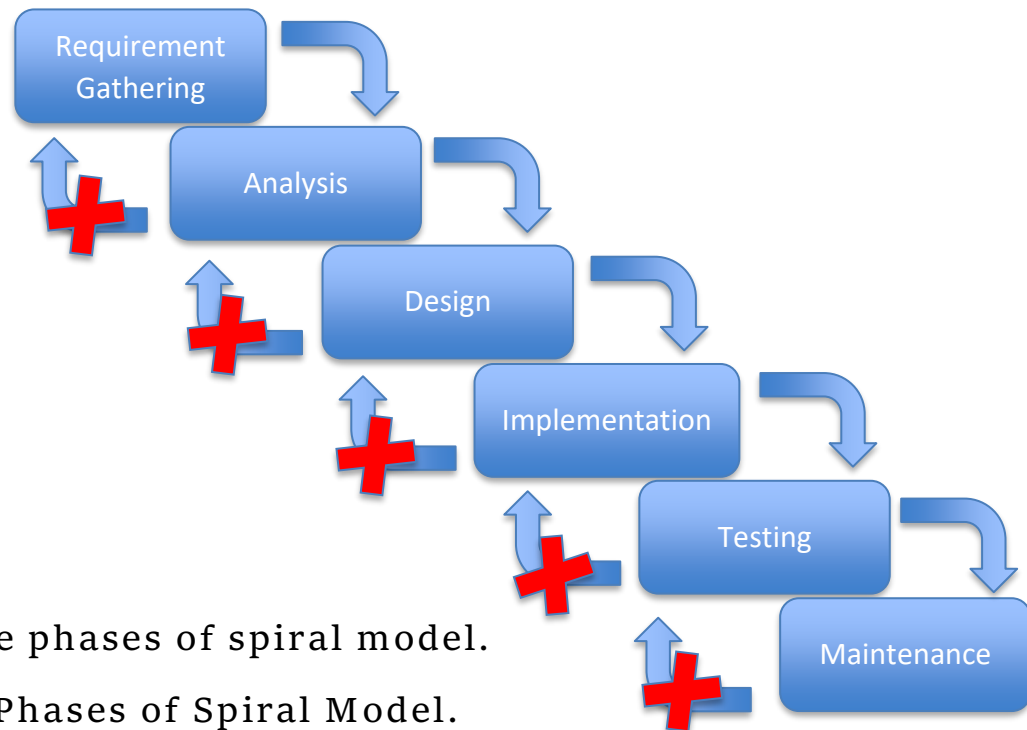 Requirement
Gathering
Analysis
Design
Implementation
Testing
Maintenance
phases of spiral model.
Phases of Spiral Model.